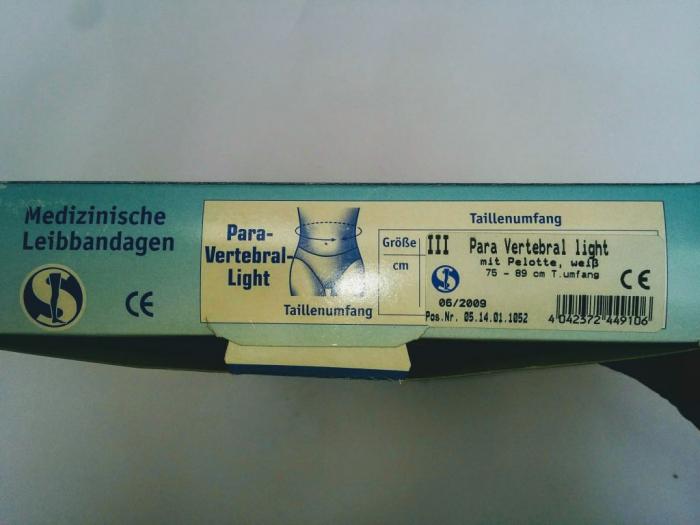 Medizinische
Leibbandagen
CE
Para-
Vertebral-
Light
Taillenumfang
Taillenumfang
Größe
cm
III Para Vertebral light
mit Pelotte, weiß
75 - 89 cm T.umfang
CE
06/2009
Pos.Nr. 05.14.01.1052
4 042372 449106